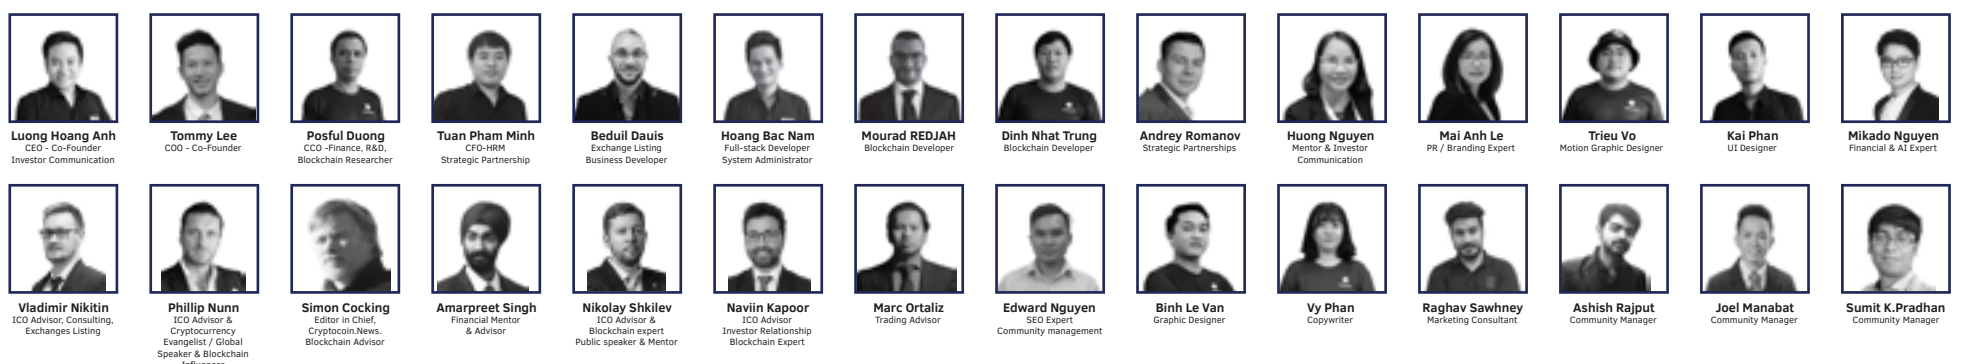 Luong Hoang Anh
CEO - Co-Founder
Investor Communication
Tommy Lee
COO - Co-Founder
Posful Duong
CCO -Finance, R&D,
Blockchain Researcher
Tuan Pham Minh
CFO-HRM
Strategic Partnership
Beduil Dauis
Exchange Listing
Business Developer
Hoang Bac Nam
Full-stack Developer
System Administrator
Mourad REDJAH
Blockchain Developer
Dinh Nhat Trung
Blockchain Developer
Andrey Romanov
Strategic Partnerships
Huong Nguyen
Mentor & Investor
Communication
Mai Anh Le
PR / Branding Expert
Trieu Vo
Motion Graphic Designer
Kai Phan
UI Designer
Mikado Nguyen
Financial & AI Expert
Vladimir Nikitin
ICO Advisor, Consulting,
Exchanges Listing
Phillip Nunn
ICO Advisor &
Cryptocurrency
Evangelist / Global
Speaker & Blockchain
Influencer
Simon Cocking
Editor in Chief,
Cryptocoin.News.
Blockchain Advisor
Amarpreet Singh
Financial Mentor
& Advisor
Nikolay Shkilev
ICO Advisor &
Blockchain expert
Public speaker & Mentor
Naviin Kapoor
ICO Advisor
Investor Relationship
Blockchain Expert
Marc Ortaliz
Trading Advisor
Edward Nguyen
SEO Expert
Community management
Binh Le Van
Graphic Designer
Vy Phan
Copywriter
Raghav Sawhney
Marketing Consultant
Ashish Rajput
Community Manager
Joel Manabat
Community Manager
Sumit K.Pradhan
Community Manager